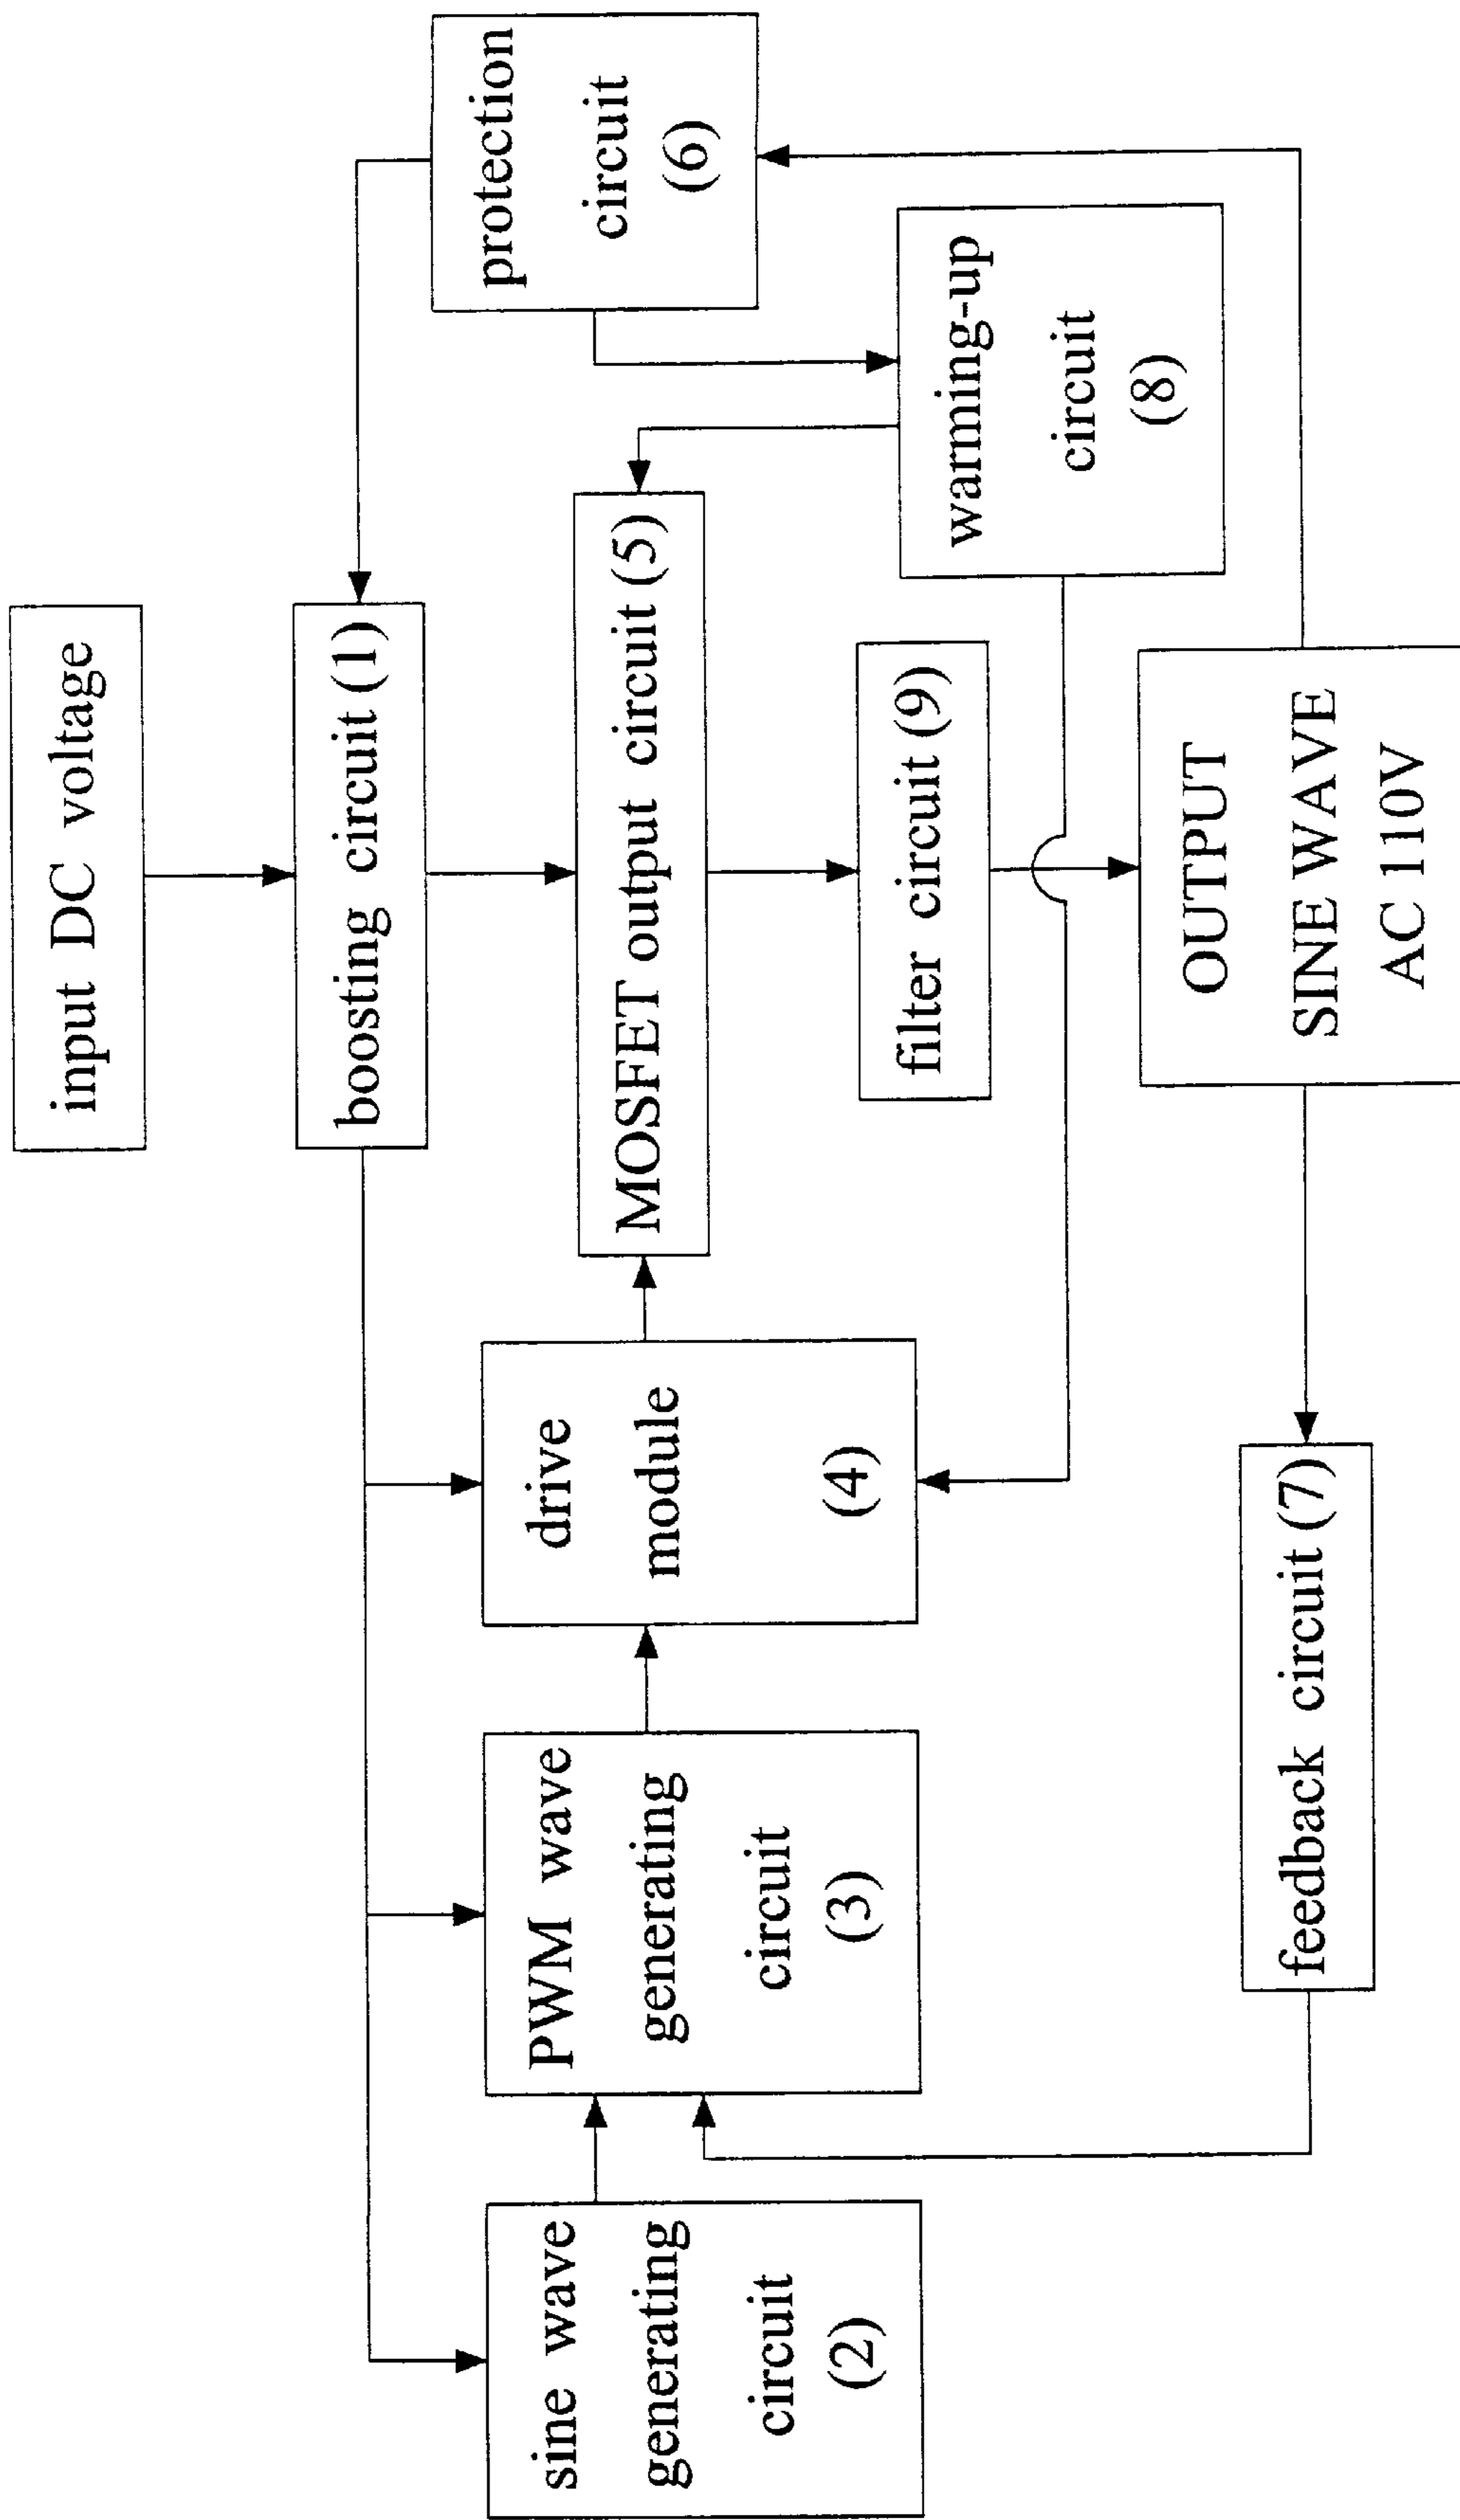 input DC voltage
boosting circuit (1)
protection
circuit
(6)
sine wave
generating
circuit
(2)
PWM wave
generating
circuit
(3)
drive
module
(4)
MOSFET output circuit (5)
filter circuit (9)
warming-up
circuit
(8)
feedback circuit (7)
OUTPUT
SINE WAVE
AC 110V